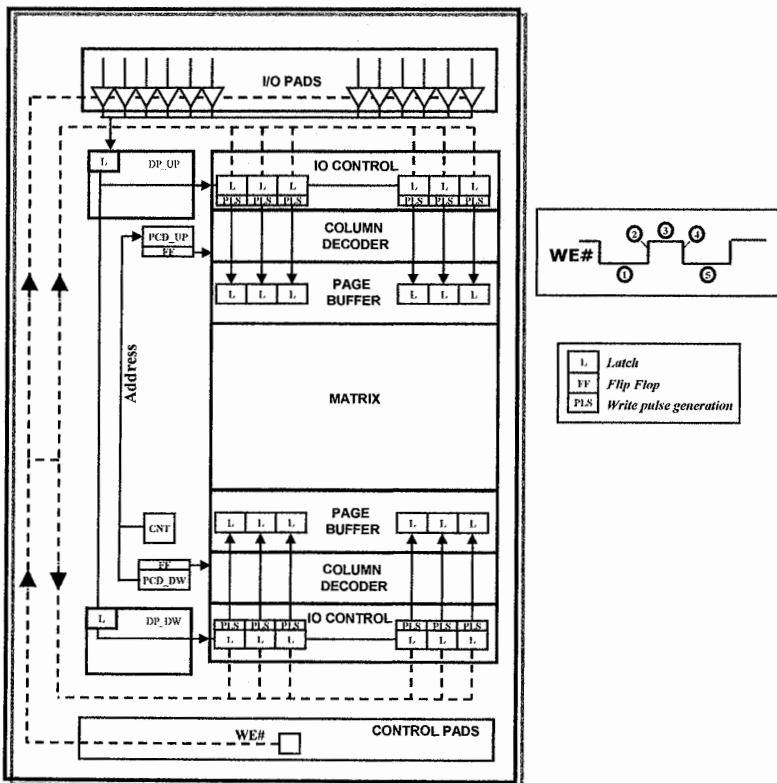 I/O PADS
L DP_UP
IO CONTROL
L L L L L L
PLS PLS PLS PLS PLS PLS
COLUMN
DECODER
PCD_UP
FF
PAGE
BUFFER
L L L L L L
Address
MATRIX
CNT
PAGE
BUFFER
L L L L L L
COLUMN
DECODER
FF
PCD_DW
L DP_DW
IO CONTROL
PLS PLS PLS PLS PLS PLS
L L L L L L
CONTROL PADS
WE#
WE#
1 2 3 4 5
L Latch
FF Flip Flop
PLS Write pulse generation